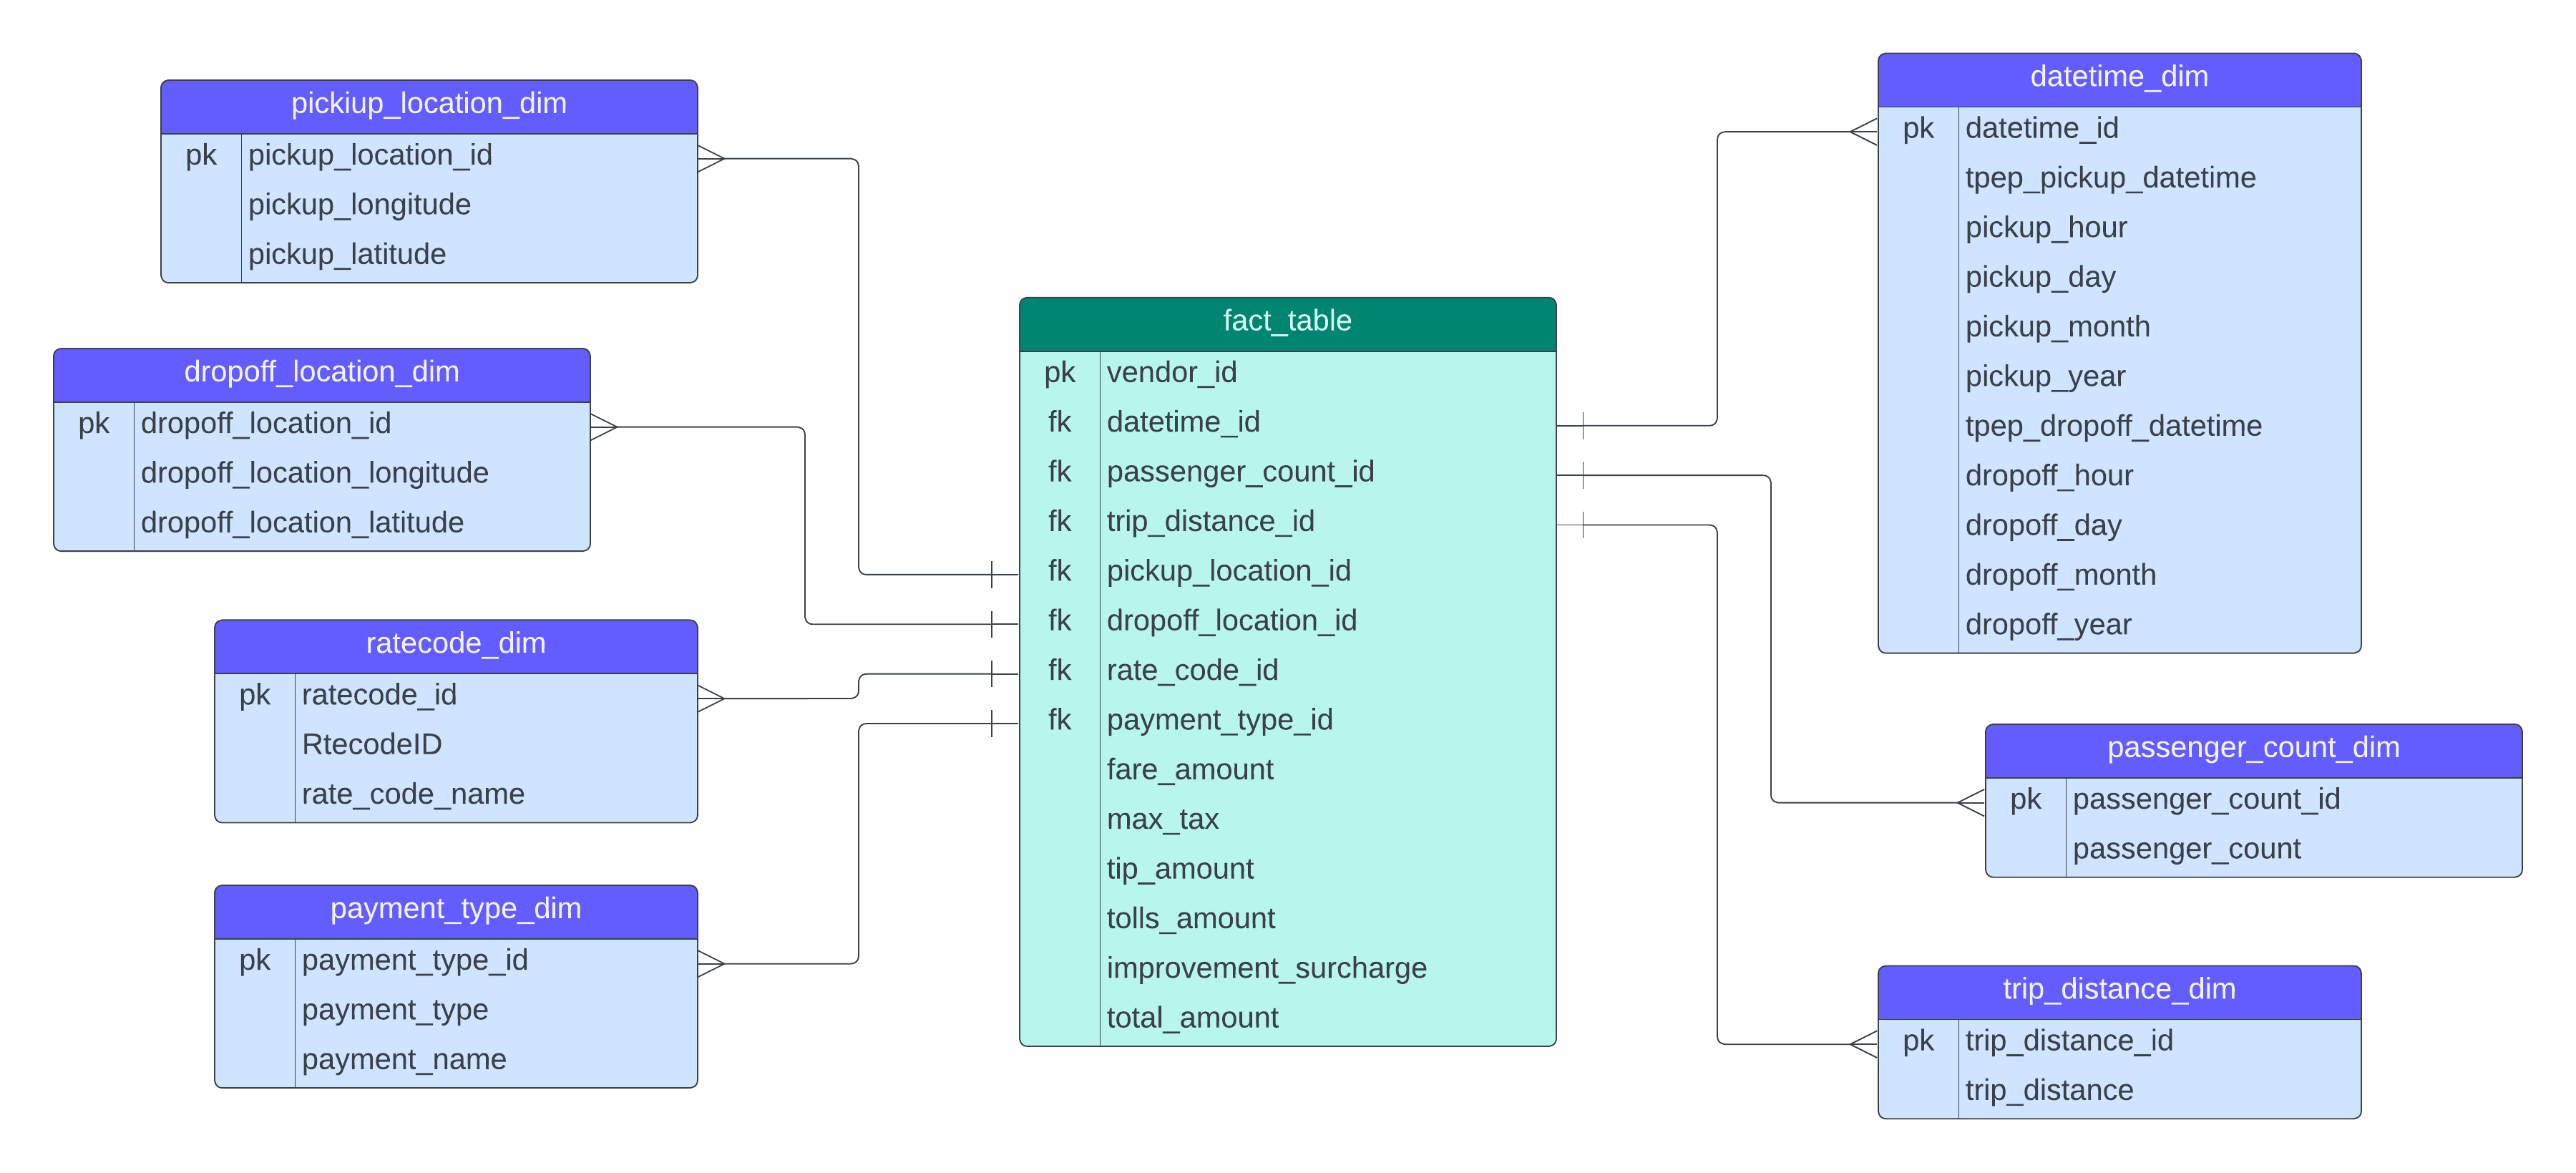 pickiup_location_dim
pk pickup_location_id
pickup_longitude
pickup_latitude
dropoff_location_dim
pk dropoff_location_id
dropoff_location_longitude
dropoff_location_latitude
ratecode_dim
pk ratecode_id
RtecodeID
rate_code_name
payment_type_dim
pk payment_type_id
payment_type
payment_name
fact_table
pk vendor_id
fk datetime_id
fk passenger_count_id
fk trip_distance_id
fk pickup_location_id
fk dropoff_location_id
fk rate_code_id
fk payment_type_id
fare_amount
max_tax
tip_amount
tolls_amount
improvement_surcharge
total_amount
datetime_dim
pk datetime_id
tpep_pickup_datetime
pickup_hour
pickup_day
pickup_month
pickup_year
tpep_dropoff_datetime
dropoff_hour
dropoff_day
dropoff_month
dropoff_year
passenger_count_dim
pk passenger_count_id
passenger_count
trip_distance_dim
pk trip_distance_id
trip_distance